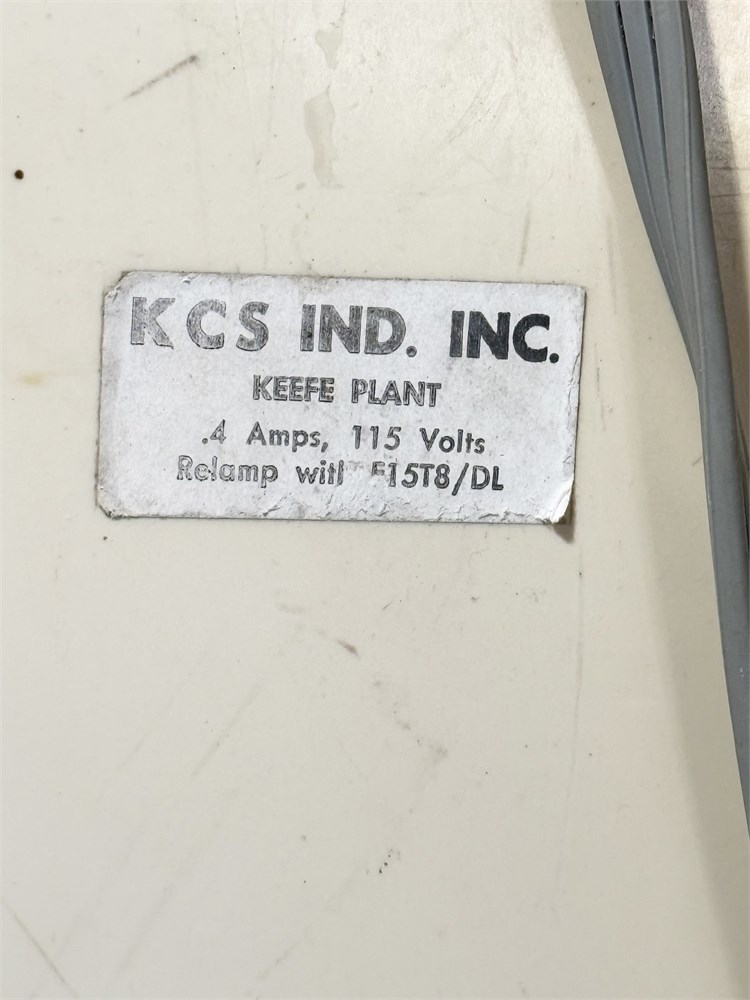 KCS IND. INC.
KEEFE PLANT
.4 Amps, 115 Volts
Relamp with F15T8/DL